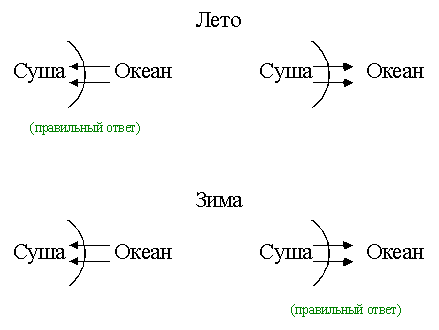 Лето
Суша Океан Суша Океан
(правильный ответ)
Зима
Суша Океан Суша Океан
(правильный ответ)